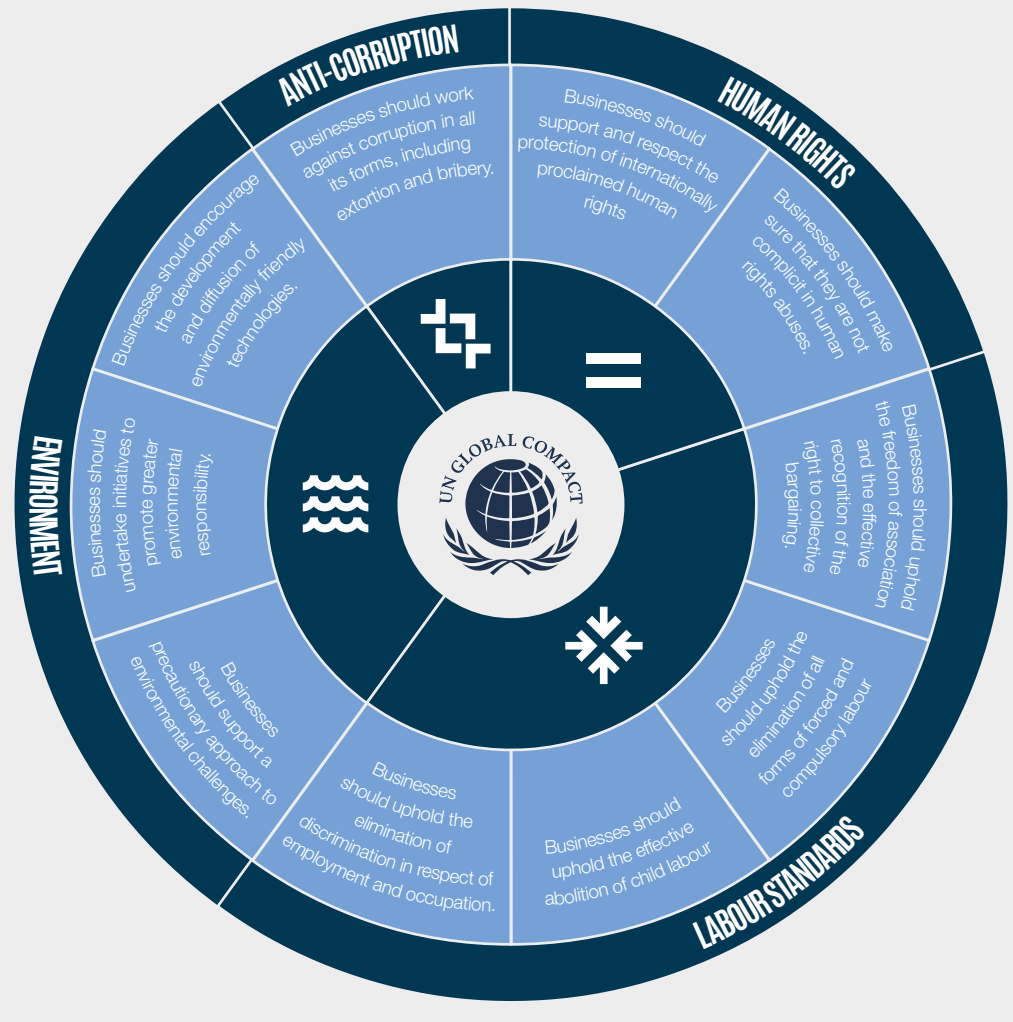 HUMAN RIGHTS
Businesses should
support and respect the
protection of internationally
proclaimed human
rights
Businesses should make
sure that they are not
complicit in human
rights abuses.
LABOUR STANDARDS
Businesses should uphold
the freedom of association
and the effective
recognition of the
right to collective
bargaining.
Businesses
should uphold the
elimination of all
forms of forced and
compulsory labour
Businesses should
uphold the effective
abolition of child labour
Businesses
should uphold the
elimination of
discrimination in respect of
employment and occupation.
ENVIRONMENT
Businesses
should support a
precautionary approach to
environmental challenges.
Businesses should
undertake initiatives to
promote greater
environmental
responsibility.
Businesses should encourage
the development
and diffusion of
environmentally friendly
technologies.
ANTI-CORRUPTION
Businesses should work
against corruption in all
its forms, including
extortion and bribery.
UN GLOBAL COMPACT